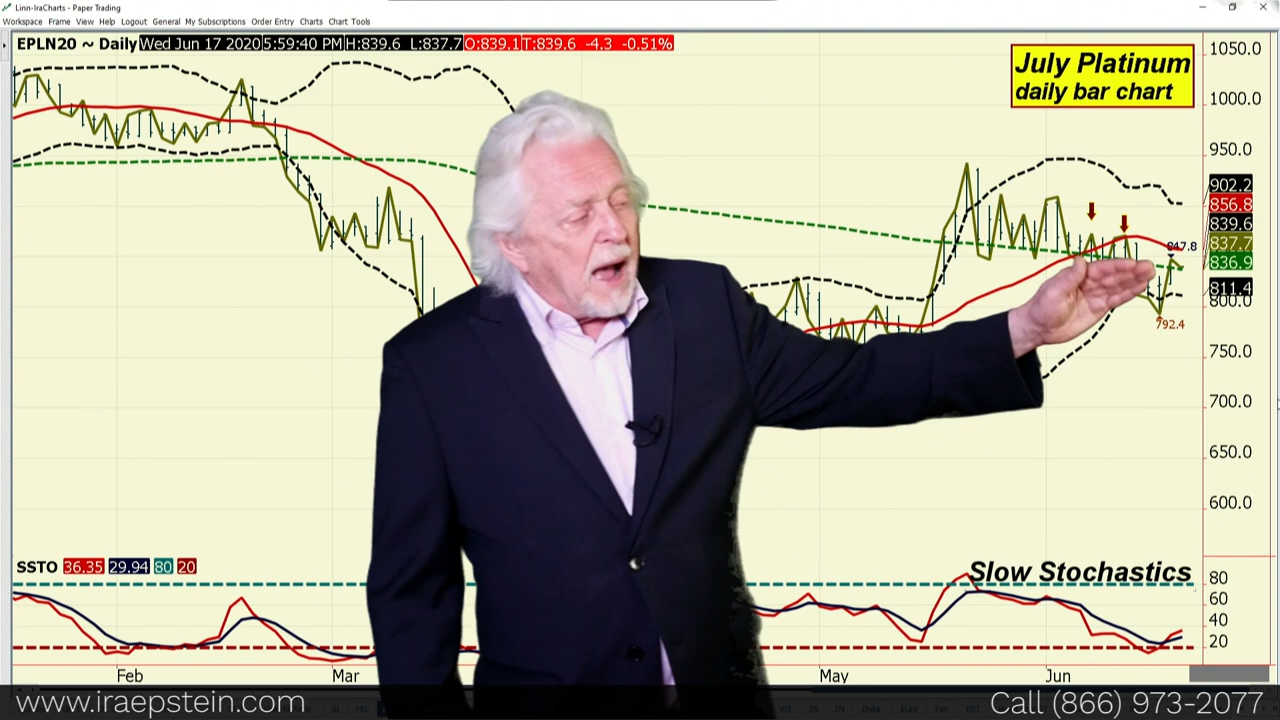 Linn-IraCharts - Paper Trading
Workspace Frame View Help Logout General My Subscriptions Order Entry Charts Chart Tools
EPLN20 ~ Daily Wed Jun 17 2020 5:59:40 PM H:839.6 L:837.7 O:839.1 T:839.6 -4.3 -0.51%
July Platinum
daily bar chart
1050.0
1000.0
950.0
902.2
856.8
839.6
847.8
837.7
836.9
811.4
800.0
792.4
750.0
700.0
650.0
600.0
SSTO 36.35 29.94 80 20
Slow Stochastics
80
60
40
20
Feb Mar May Jun
www.iraepstein.com
Call (866) 973-2077